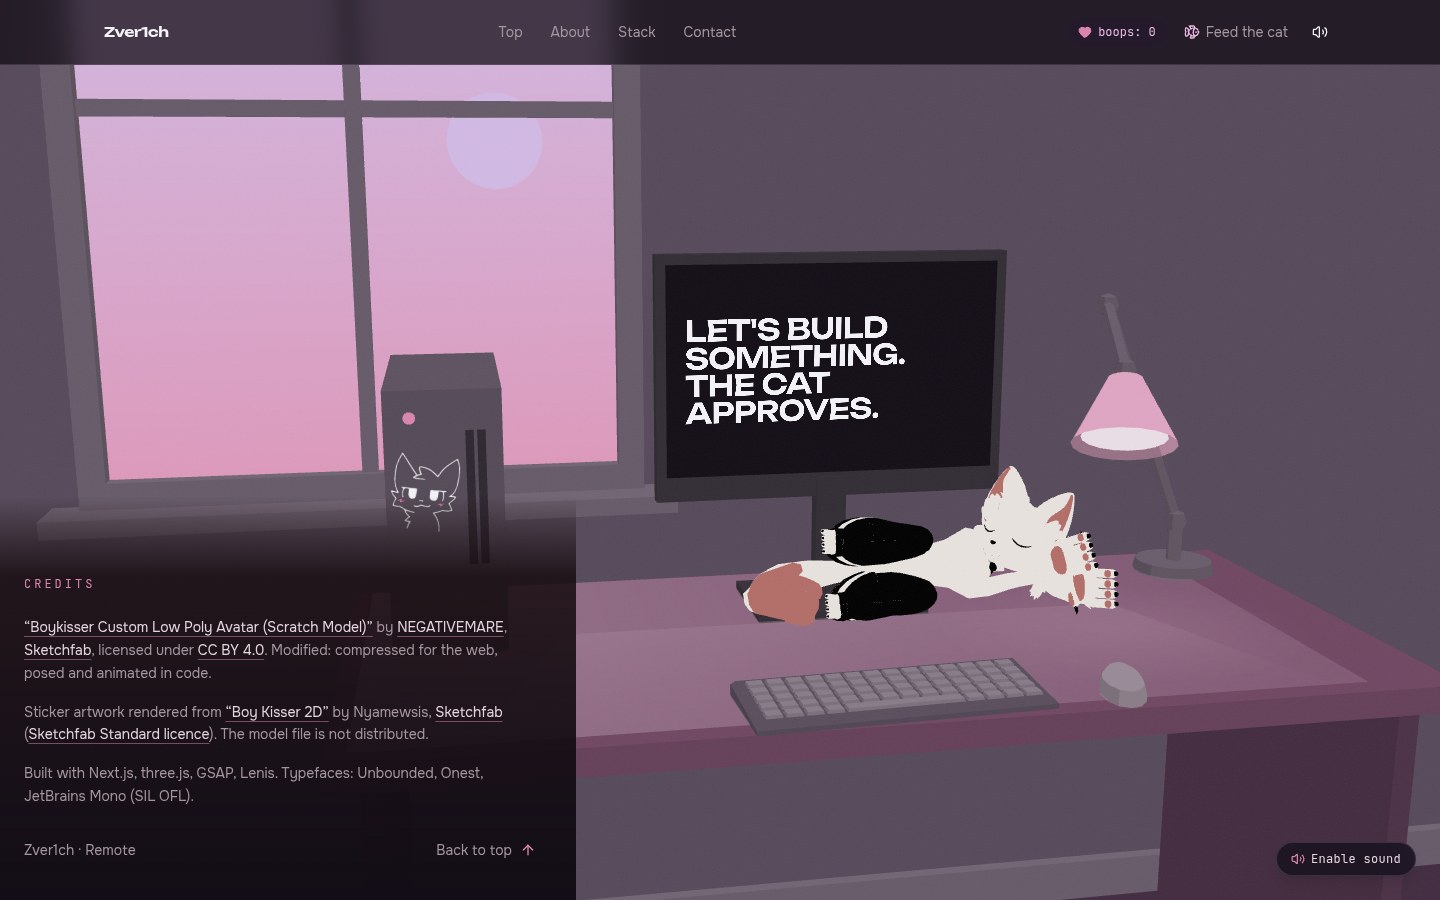 Zver1ch
Top
About
Stack
Contact
boops: 0
Feed the cat
LET'S BUILD
SOMETHING.
THE CAT
APPROVES.
CREDITS
“Boykisser Custom Low Poly Avatar (Scratch Model)” by NEGATIVEMARE,
Sketchfab, licensed under CC BY 4.0. Modified: compressed for the web,
posed and animated in code.
Sticker artwork rendered from “Boy Kisser 2D” by Nyamewsis, Sketchfab
(Sketchfab Standard licence). The model file is not distributed.
Built with Next.js, three.js, GSAP, Lenis. Typefaces: Unbounded, Onest,
JetBrains Mono (SIL OFL).
Zver1ch · Remote
Back to top
Enable sound